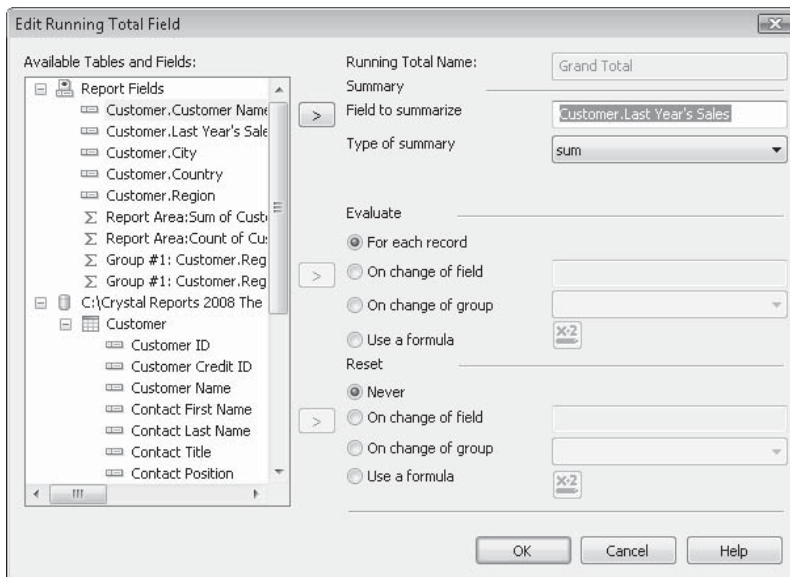 Edit Running Total Field
Available Tables and Fields:
Report Fields
Customer.Customer Name
Customer.Last Year's Sale
Customer.City
Customer.Country
Customer.Region
Σ Report Area:Sum of Cust
Σ Report Area:Count of Cu
Σ Group #1: Customer.Reg
Σ Group #1: Customer.Reg
C:\Crystal Reports 2008 The
Customer
Customer ID
Customer Credit ID
Customer Name
Contact First Name
Contact Last Name
Contact Title
Contact Position
Running Total Name:
Grand Total
Summary
Field to summarize
Customer.Last Year's Sales
Type of summary
sum
Evaluate
For each record
On change of field
On change of group
Use a formula
x-2
Reset
Never
On change of field
On change of group
Use a formula
x-2
OK
Cancel
Help